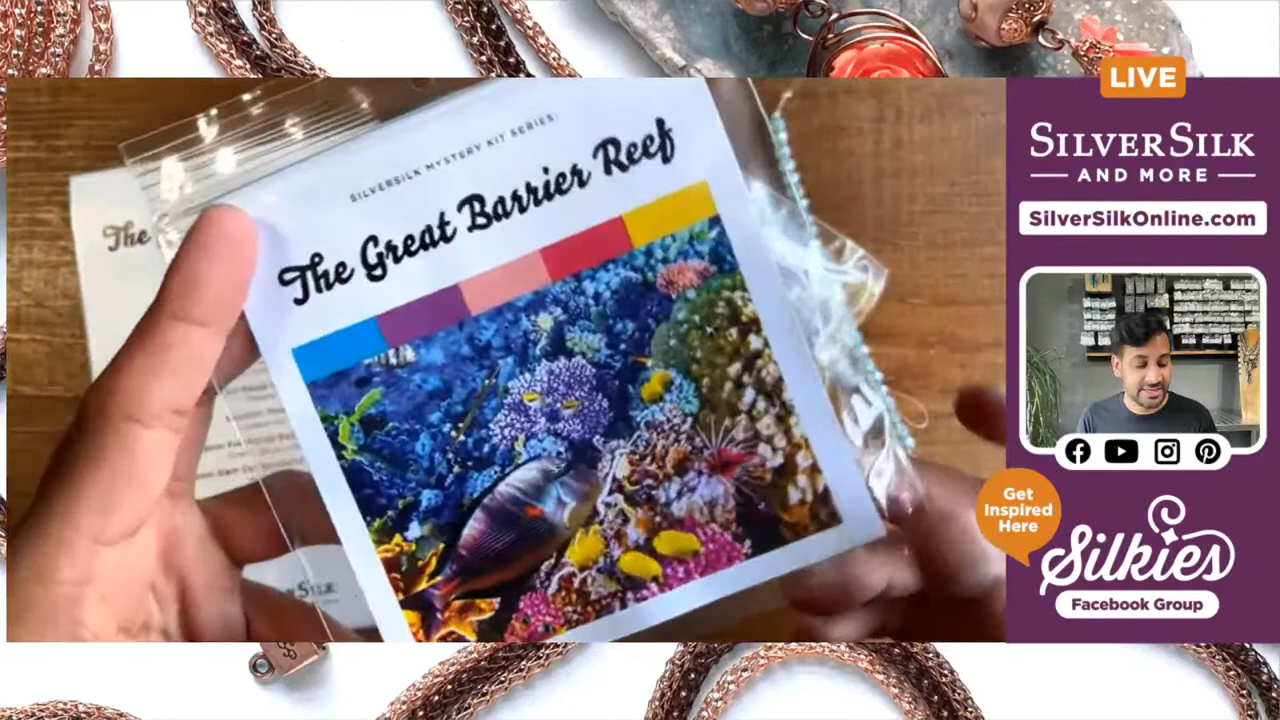 SILVERSILK MYSTERY KIT SERIES:
The Great Barrier Reef
The
LIVE
SILVERSILK
AND MORE
SilverSilkOnline.com
Get
Inspired
Here
Silkies
Facebook Group